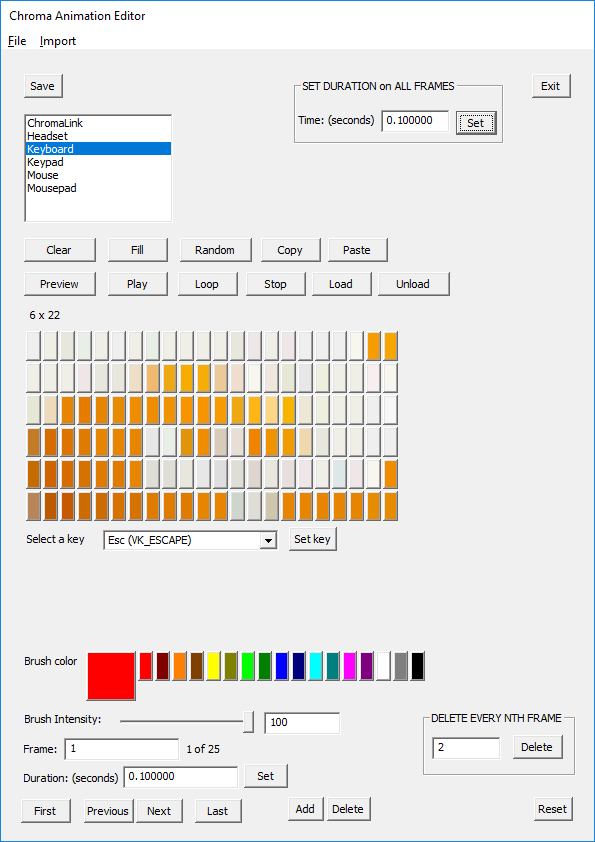 Chroma Animation Editor
File Import
Save
SET DURATION on ALL FRAMES
Exit
Time: (seconds) 0.100000 Set
ChromaLink
Headset
Keyboard
Keypad
Mouse
Mousepad
Clear Fill Random Copy Paste
Preview Play Loop Stop Load Unload
6 x 22
Select a key Esc (VK_ESCAPE) Set key
Brush color
Brush Intensity: 100
DELETE EVERY NTH FRAME
Frame: 1 1 of 25
2 Delete
Duration: (seconds) 0.100000 Set
First Previous Next Last Add Delete Reset